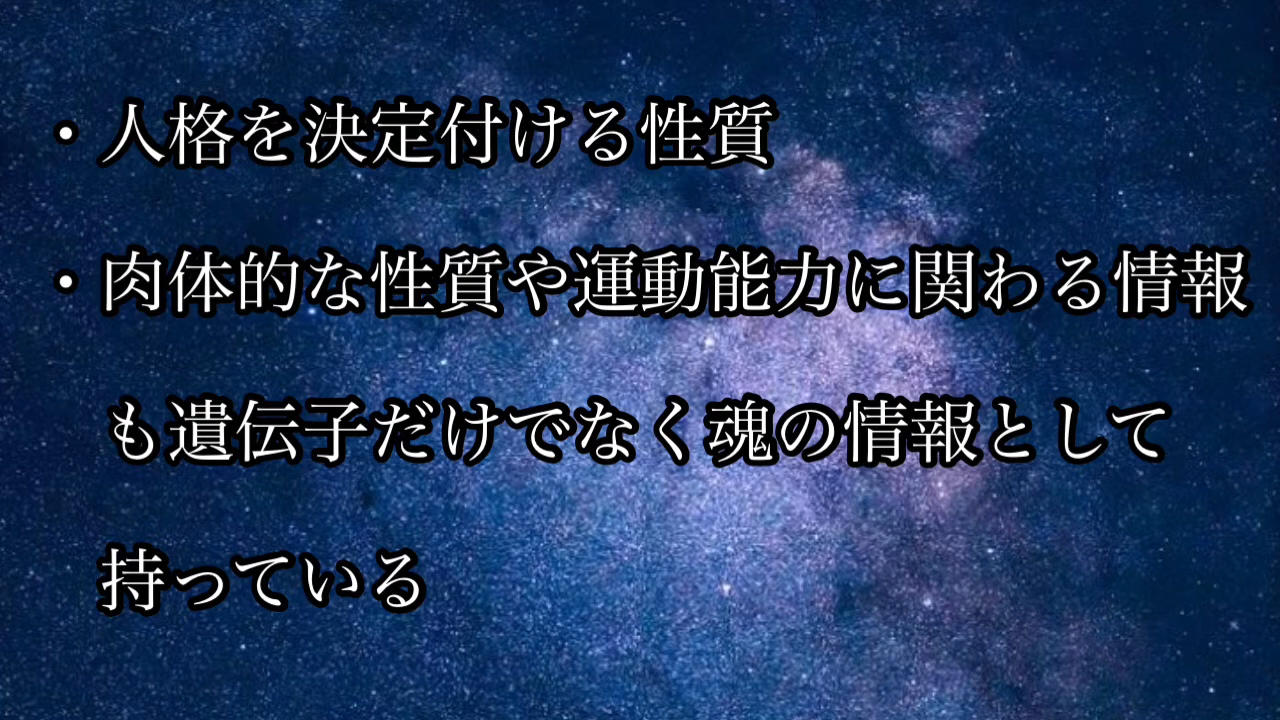 ・人格を決定付ける性質
・肉体的な性質や運動能力に関わる情報
も遺伝子だけでなく魂の情報として
持っている